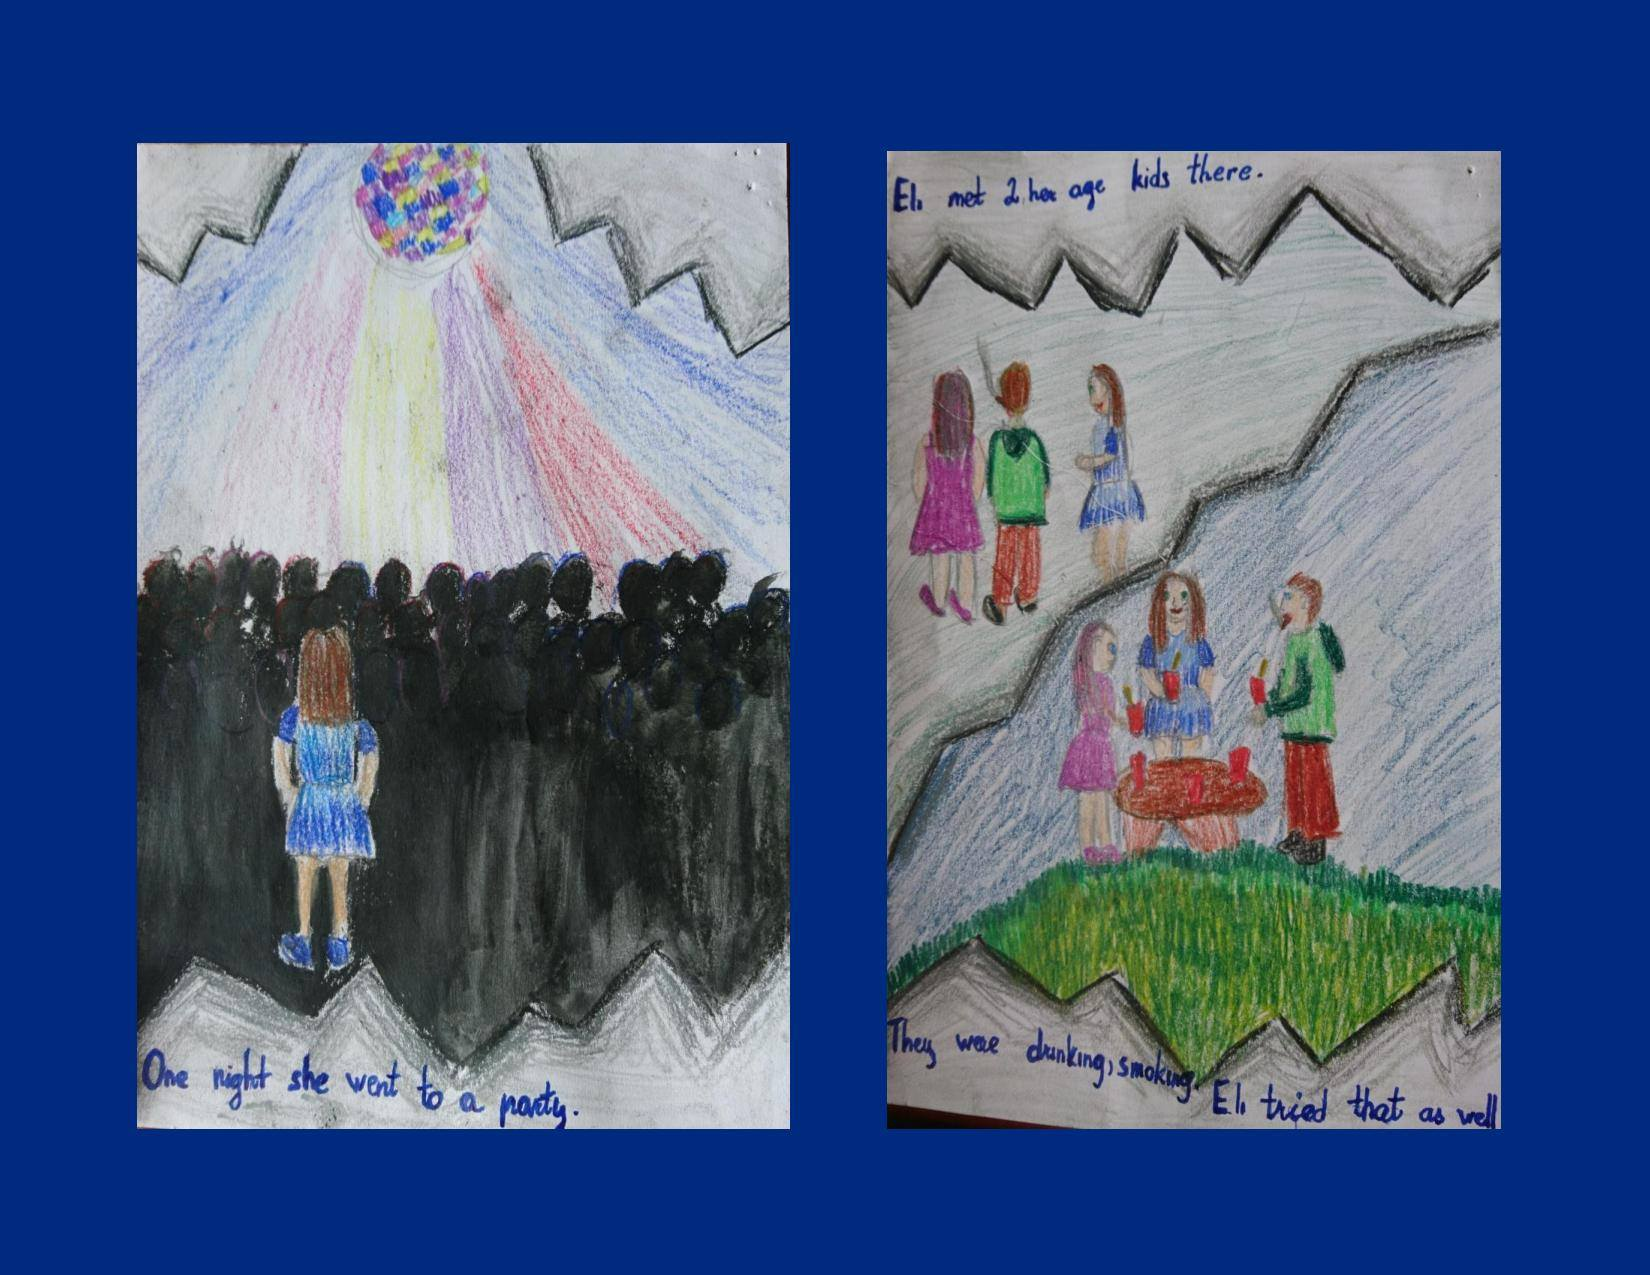 One night she went to a party.
Eli met 2 her age kids there.
They were drinking, smoking.
Eli tried that as well